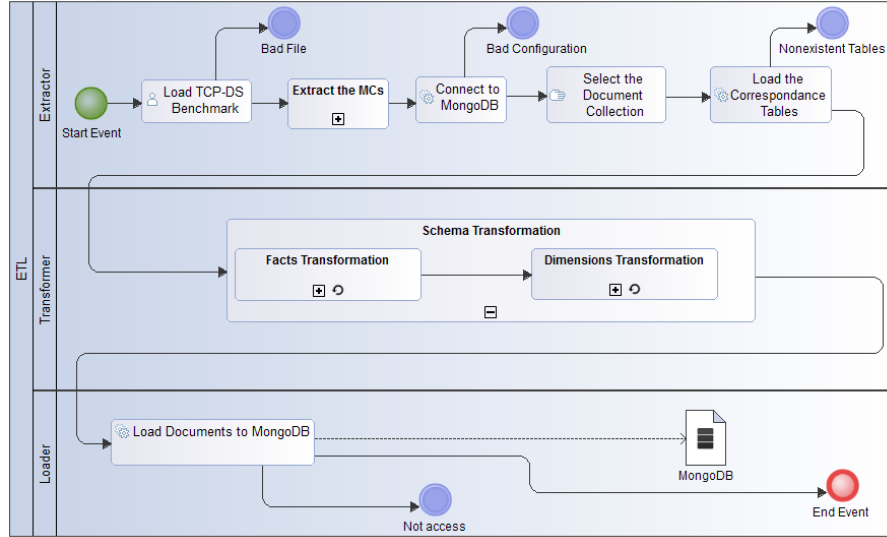 ETL
Extractor
Start Event
Load TCP-DS
Benchmark
Bad File
Extract the MCs
Connect to
MongoDB
Bad Configuration
Select the
Document
Collection
Load the
Correspondance
Tables
Nonexistent Tables
Transformer
Schema Transformation
Facts Transformation
Dimensions Transformation
Loader
Load Documents to MongoDB
Not access
MongoDB
End Event